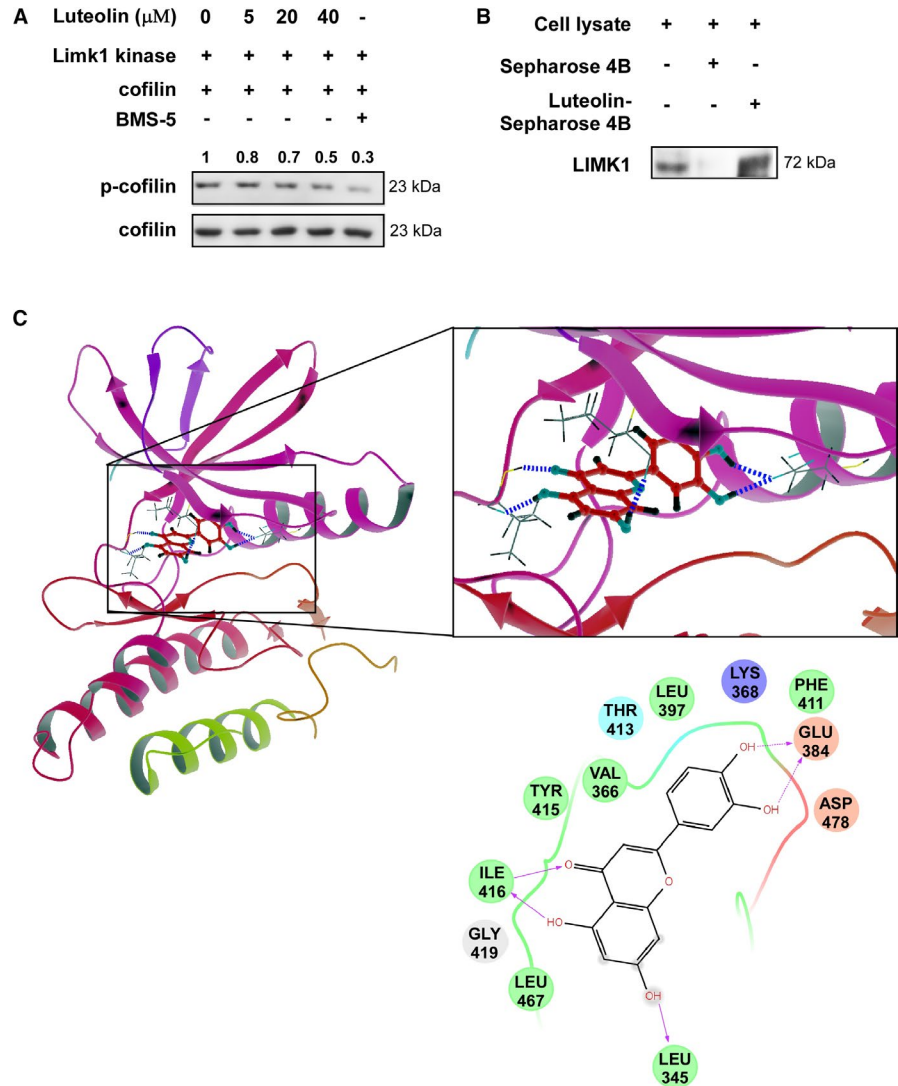 A
Luteolin (μM) 0 5 20 40 -
Limk1 kinase + + + + +
cofilin + + + + +
BMS-5 - - - - +
1 0.8 0.7 0.5 0.3
p-cofilin 23 kDa
cofilin 23 kDa
B
Cell lysate + + +
Sepharose 4B - + -
Luteolin-
Sepharose 4B - - +
LIMK1 72 kDa
C
LYS
368
PHE
411
LEU
397
THR
413
GLU
384
VAL
366
TYR
415
ASP
478
ILE
416
GLY
419
LEU
467
LEU
345
OH
OH
O
O
HO
OH